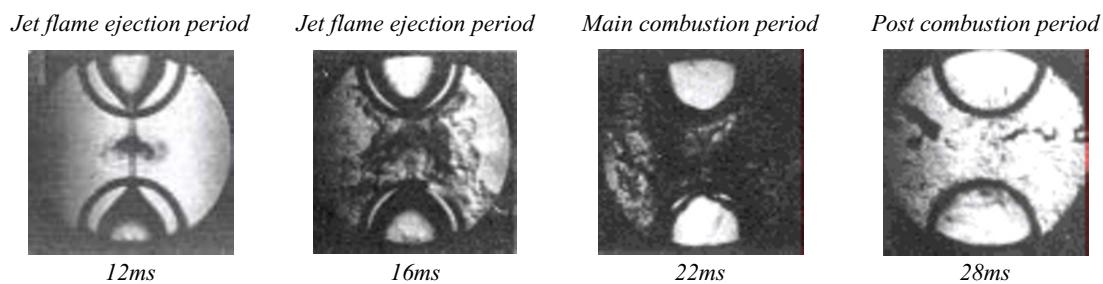 Jet flame ejection period
Jet flame ejection period
Main combustion period
Post combustion period
12ms
16ms
22ms
28ms